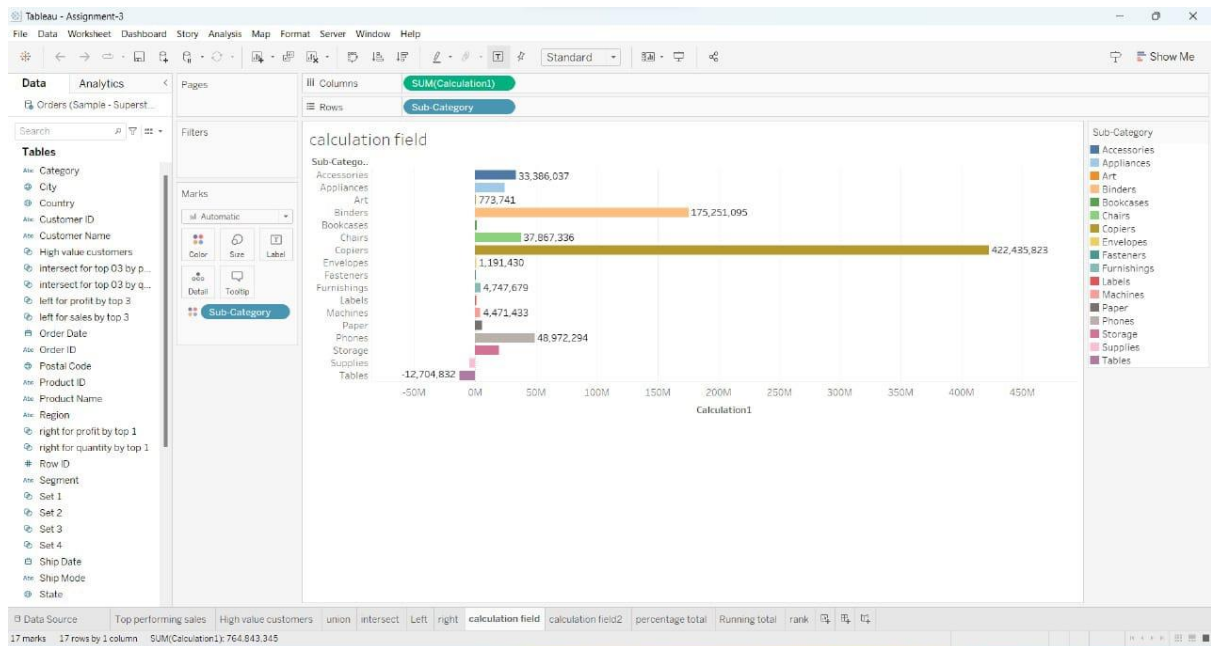 Tableau - Assignment-3
File Data Worksheet Dashboard Story Analysis Map Format Server Window Help
Standard
Show Me
Data Analytics
Orders (Sample - Superst...
Search
Tables
Category
City
Country
Customer ID
Customer Name
High value customers
intersect for top 03 by p...
intersect for top 03 by q...
left for profit by top 3
left for sales by top 3
Order Date
Order ID
Postal Code
Product ID
Product Name
Region
right for profit by top 1
right for quantity by top 1
Row ID
Segment
Set 1
Set 2
Set 3
Set 4
Ship Date
Ship Mode
State
Pages
Filters
Marks
Automatic
Color Size Label
Detail Tooltip
Sub-Category
Columns SUM(Calculation1)
Rows Sub-Category
calculation field
Sub-Catego..
Accessories 33,386,037
Appliances
Art 773,741
Binders 175,251,095
Bookcases
Chairs 37,867,336
Copiers 422,435,823
Envelopes 1,191,430
Fasteners
Furnishings 4,747,679
Labels
Machines 4,471,433
Paper
Phones 48,972,294
Storage
Supplies
Tables -12,704,832
-50M 0M 50M 100M 150M 200M 250M 300M 350M 400M 450M
Calculation1
Sub-Category
Accessories
Appliances
Art
Binders
Bookcases
Chairs
Copiers
Envelopes
Fasteners
Furnishings
Labels
Machines
Paper
Phones
Storage
Supplies
Tables
Data Source Top performing sales High value customers union intersect Left right calculation field calculation field2 percentage total Running total rank
17 marks 17 rows by 1 column SUM(Calculation1): 764,843,345